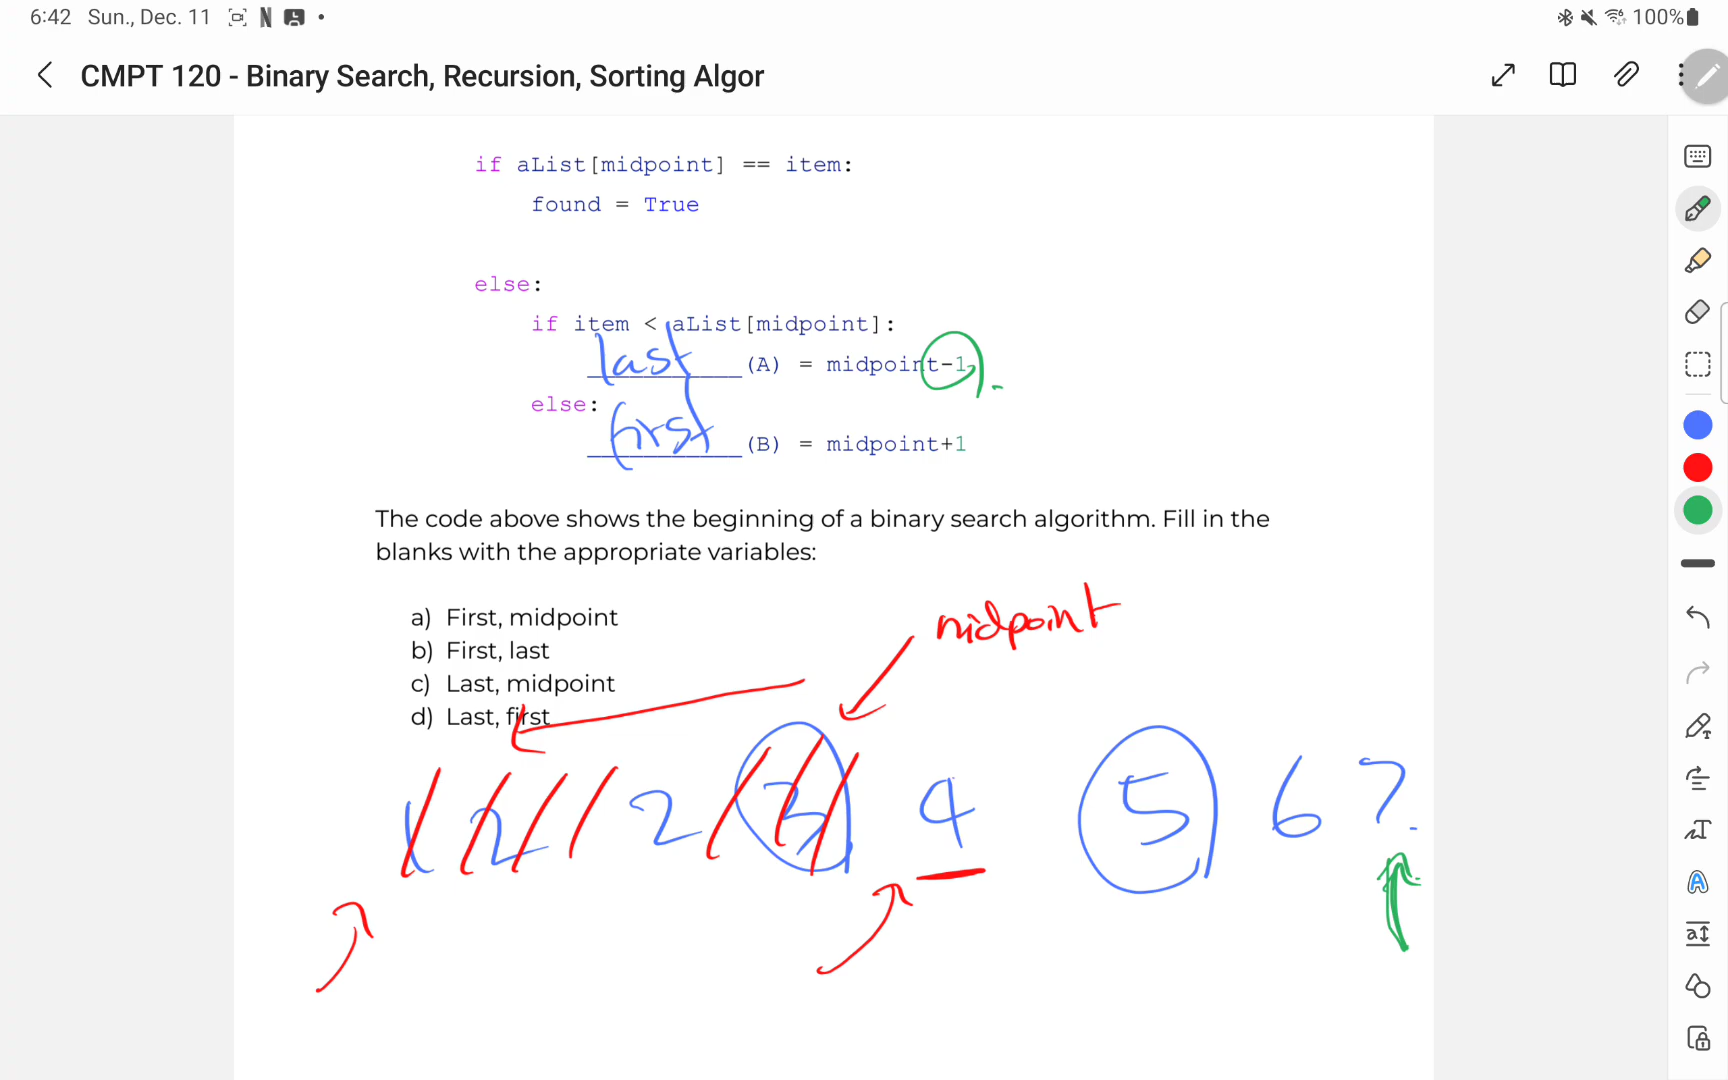 6:42 Sun., Dec. 11 N 100%
CMPT 120 - Binary Search, Recursion, Sorting Algor
if aList[midpoint] == item:
found = True
else:
if item < aList[midpoint]:
last (A) = midpoint-1
else:
first (B) = midpoint+1
The code above shows the beginning of a binary search algorithm. Fill in the
blanks with the appropriate variables:
a) First, midpoint
b) First, last
c) Last, midpoint
d) Last, first
midpoint
1 2 2 3 4 5 6 7